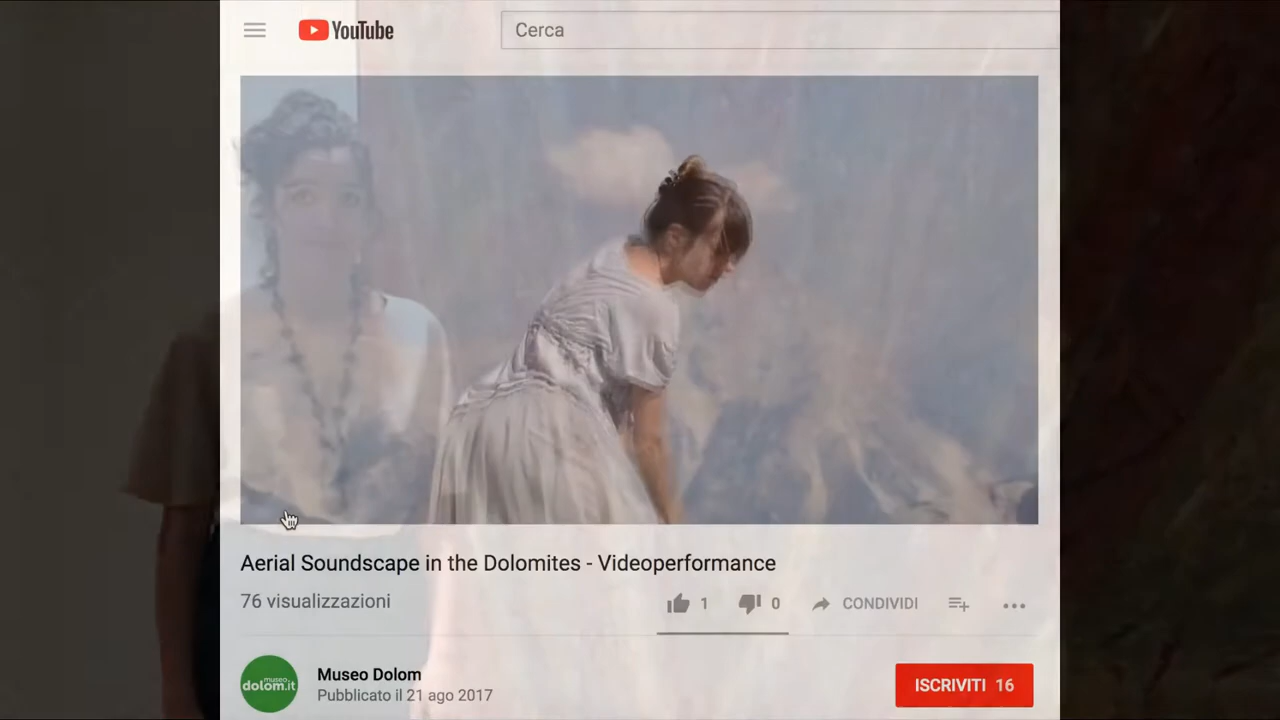 YouTube
Cerca
Aerial Soundscape in the Dolomites - Videoperformance
76 visualizzazioni
1 0 CONDIVIDI
museo
dolom.it
Museo Dolom
Pubblicato il 21 ago 2017
ISCRIVITI 16